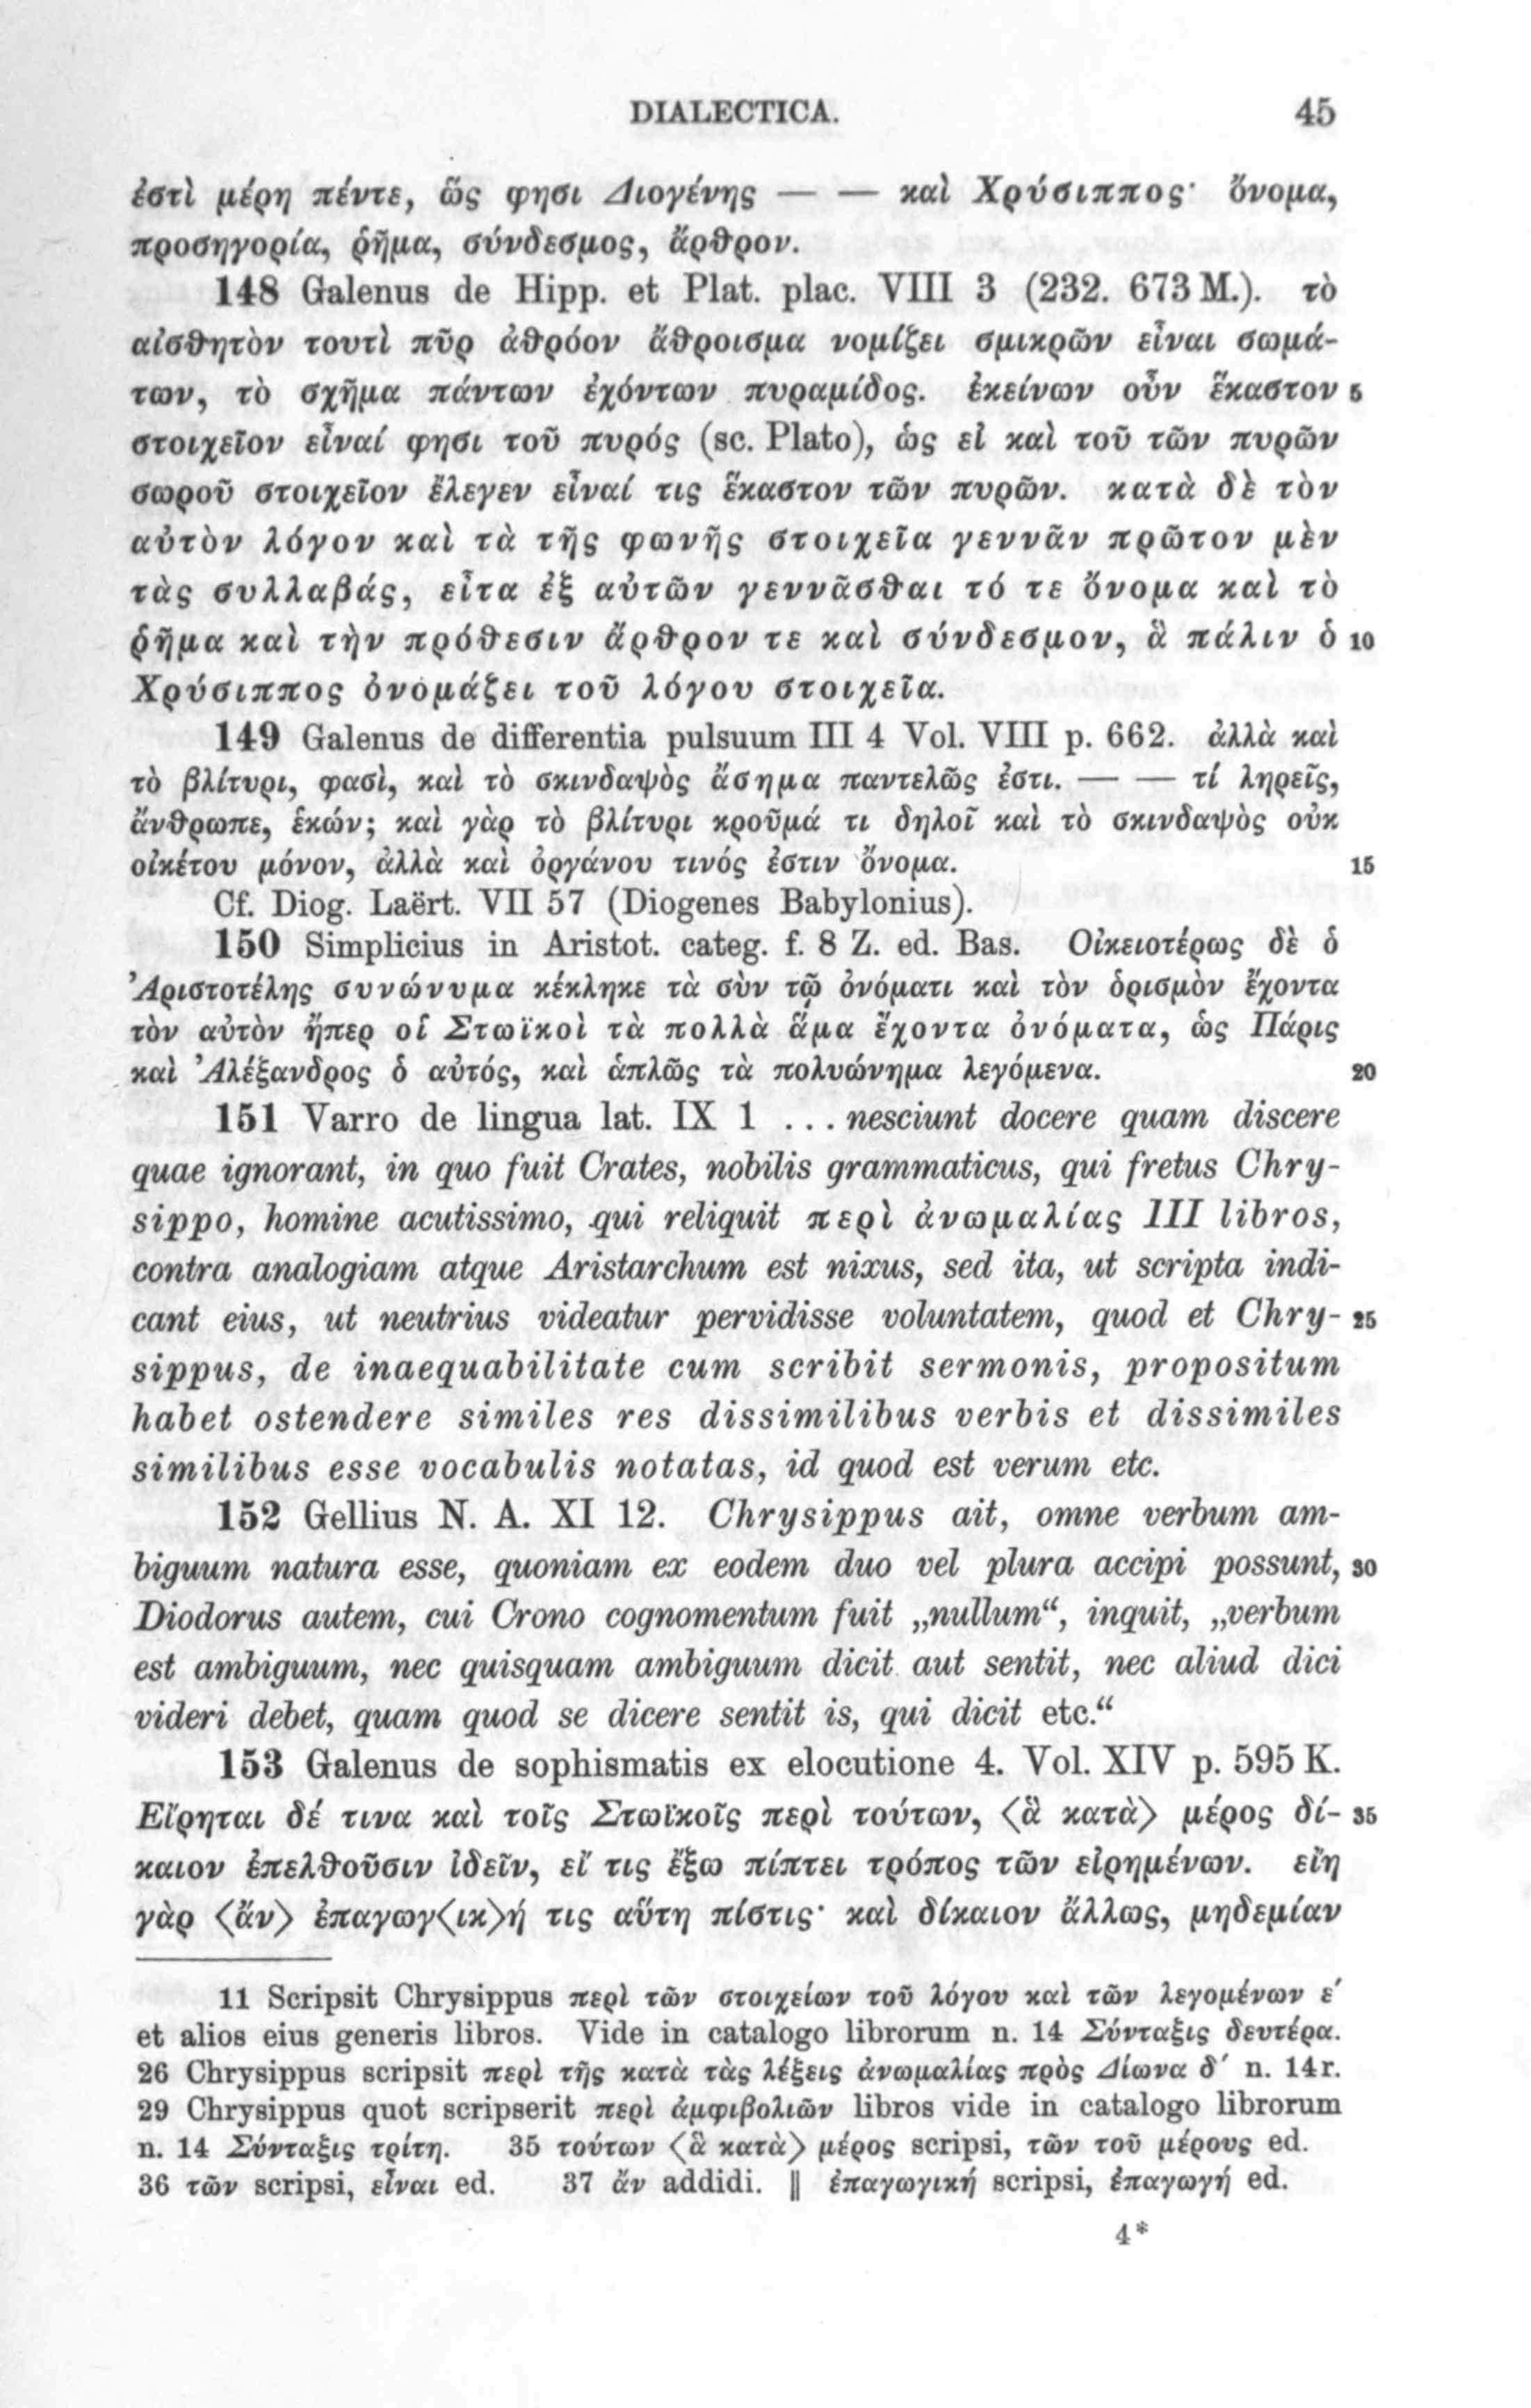 DIALECTICA. 45
ἐστὶ μέρη πέντε, ὥς φησι Διογένης — — καὶ Χρύσιππος· ὄνομα,
προσηγορία, ῥῆμα, σύνδεσμος, ἄρθρον.
148 Galenus de Hipp. et Plat. plac. VIII 3 (232. 673 M.). τὸ
αἰσθητὸν τουτὶ πῦρ ἀθρόον ἄθροισμα νομίζει σμικρῶν εἶναι σωμά-
των, τὸ σχῆμα πάντων ἐχόντων πυραμίδος. ἐκείνων οὖν ἕκαστον 5
στοιχεῖον εἶναί φησι τοῦ πυρός (sc. Plato), ὡς εἰ καὶ τοῦ τῶν πυρῶν
σωροῦ στοιχεῖον ἔλεγεν εἶναί τις ἕκαστον τῶν πυρῶν. κατὰ δὲ τὸν
αὐτὸν λόγον καὶ τὰ τῆς φωνῆς στοιχεῖα γεννᾶν πρῶτον μὲν
τὰς συλλαβάς, εἶτα ἐξ αὐτῶν γεννᾶσθαι τό τε ὄνομα καὶ τὸ
ῥῆμα καὶ τὴν πρόθεσιν ἄρθρον τε καὶ σύνδεσμον, ἃ πάλιν ὁ 10
Χρύσιππος ὀνομάζει τοῦ λόγου στοιχεῖα.
149 Galenus de differentia pulsuum III 4 Vol. VIII p. 662. ἀλλὰ καὶ
τὸ βλίτυρι, φασὶ, καὶ τὸ σκινδαψὸς ἄσημα παντελῶς ἐστι. — — τί ληρεῖς,
ἄνθρωπε, ἑκών; καὶ γὰρ τὸ βλίτυρι κροῦμά τι δηλοῖ καὶ τὸ σκινδαψὸς οὐκ
οἰκέτου μόνον, ἀλλὰ καὶ ὀργάνου τινός ἐστιν ὄνομα. 15
Cf. Diog. Laërt. VII 57 (Diogenes Babylonius).
150 Simplicius in Aristot. categ. f. 8 Z. ed. Bas. Οἰκειοτέρως δὲ ὁ
Ἀριστοτέλης συνώνυμα κέκληκε τὰ σὺν τῷ ὀνόματι καὶ τὸν ὁρισμὸν ἔχοντα
τὸν αὐτὸν ἤπερ οἱ Στωϊκοὶ τὰ πολλὰ ἅμα ἔχοντα ὀνόματα, ὡς Πάρις
καὶ Ἀλέξανδρος ὁ αὐτός, καὶ ἁπλῶς τὰ πολυώνημα λεγόμενα. 20
151 Varro de lingua lat. IX 1 ... nesciunt docere quam discere
quae ignorant, in quo fuit Crates, nobilis grammaticus, qui fretus Chry-
sippo, homine acutissimo, qui reliquit περὶ ἀνωμαλίας III libros,
contra analogiam atque Aristarchum est nixus, sed ita, ut scripta indi-
cant eius, ut neutrius videatur pervidisse voluntatem, quod et Chry- 25
sippus, de inaequabilitate cum scribit sermonis, propositum
habet ostendere similes res dissimilibus verbis et dissimiles
similibus esse vocabulis notatas, id quod est verum etc.
152 Gellius N. A. XI 12. Chrysippus ait, omne verbum am-
biguum natura esse, quoniam ex eodem duo vel plura accipi possunt, 30
Diodorus autem, cui Crono cognomentum fuit „nullum“, inquit, „verbum
est ambiguum, nec quisquam ambiguum dicit aut sentit, nec aliud dici
videri debet, quam quod se dicere sentit is, qui dicit etc.“
153 Galenus de sophismatis ex elocutione 4. Vol. XIV p. 595 K.
Εἴρηται δέ τινα καὶ τοῖς Στωϊκοῖς περὶ τούτων, <ἃ κατὰ> μέρος δί- 35
καιον ἐπελθοῦσιν ἰδεῖν, εἴ τις ἔξω πίπτει τρόπος τῶν εἰρημένων. εἴη
γὰρ <ἄν> ἐπαγωγ<ικ>ή τις αὕτη πίστις· καὶ δίκαιον ἄλλως, μηδεμίαν
11 Scripsit Chrysippus περὶ τῶν στοιχείων τοῦ λόγου καὶ τῶν λεγομένων ε′
et alios eius generis libros. Vide in catalogo librorum n. 14 Σύνταξις δευτέρα.
26 Chrysippus scripsit περὶ τῆς κατὰ τὰς λέξεις ἀνωμαλίας πρὸς Δίωνα δ′ n. 14 r.
29 Chrysippus quot scripserit περὶ ἀμφιβολιῶν libros vide in catalogo librorum
n. 14 Σύνταξις τρίτη. 35 τούτων <ἃ κατὰ> μέρος scripsi, τῶν τοῦ μέρους ed.
36 τῶν scripsi, εἶναι ed. 37 ἄν addidi. || ἐπαγωγική scripsi, ἐπαγωγή ed.
4*